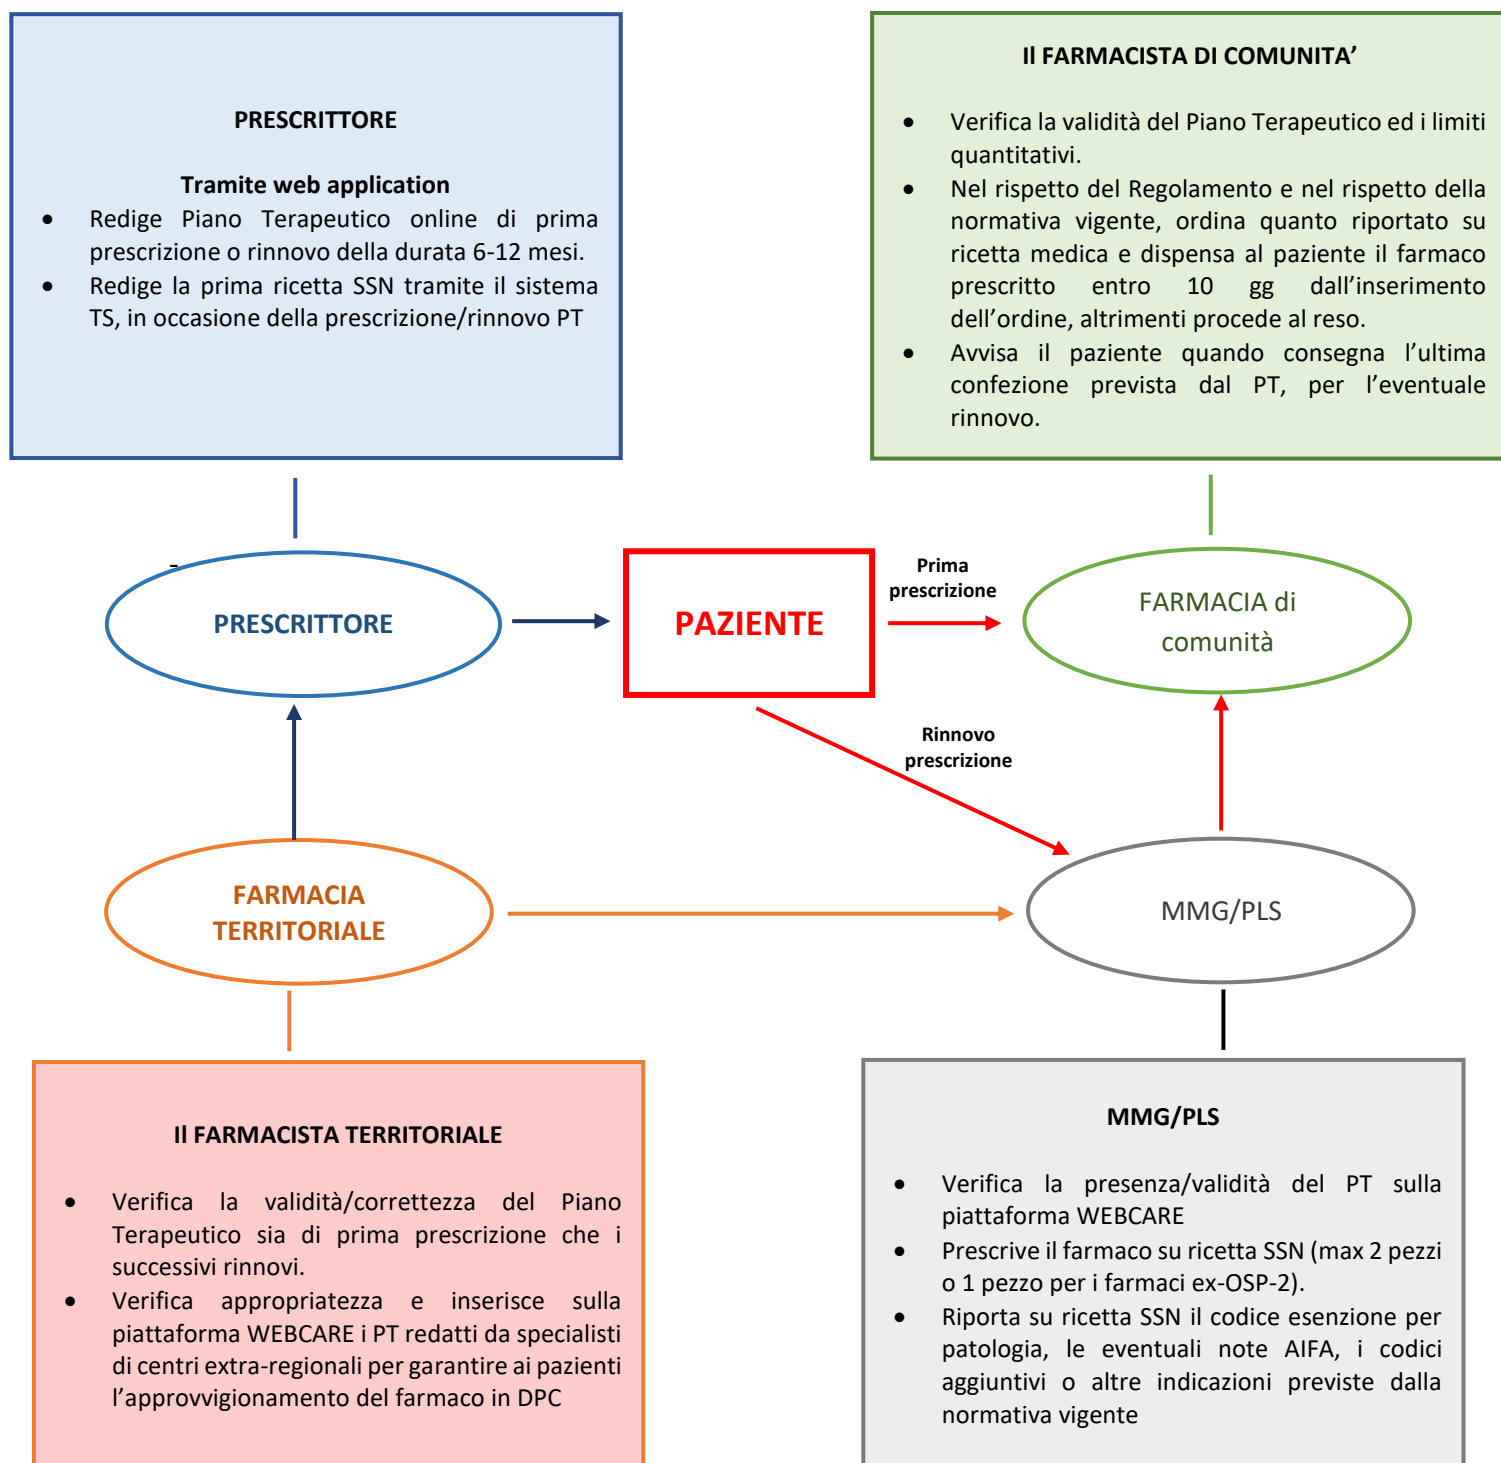 PRESCRITTORE
Tramite web application
• Redige Piano Terapeutico online di prima
prescrizione o rinnovo della durata 6-12 mesi.
• Redige la prima ricetta SSN tramite il sistema
TS, in occasione della prescrizione/rinnovo PT
Il FARMACISTA DI COMUNITA’
• Verifica la validità del Piano Terapeutico ed i limiti
quantitativi.
• Nel rispetto del Regolamento e nel rispetto della
normativa vigente, ordina quanto riportato su
ricetta medica e dispensa al paziente il farmaco
prescritto entro 10 gg dall’inserimento
dell’ordine, altrimenti procede al reso.
• Avvisa il paziente quando consegna l’ultima
confezione prevista dal PT, per l’eventuale
rinnovo.
-
PRESCRITTORE
PAZIENTE
Prima
prescrizione
FARMACIA di
comunità
Rinnovo
prescrizione
FARMACIA
TERRITORIALE
MMG/PLS
Il FARMACISTA TERRITORIALE
• Verifica la validità/correttezza del Piano
Terapeutico sia di prima prescrizione che i
successivi rinnovi.
• Verifica appropriatezza e inserisce sulla
piattaforma WEBCARE i PT redatti da specialisti
di centri extra-regionali per garantire ai pazienti
l’approvvigionamento del farmaco in DPC
MMG/PLS
• Verifica la presenza/validità del PT sulla
piattaforma WEBCARE
• Prescrive il farmaco su ricetta SSN (max 2 pezzi
o 1 pezzo per i farmaci ex-OSP-2).
• Riporta su ricetta SSN il codice esenzione per
patologia, le eventuali note AIFA, i codici
aggiuntivi o altre indicazioni previste dalla
normativa vigente